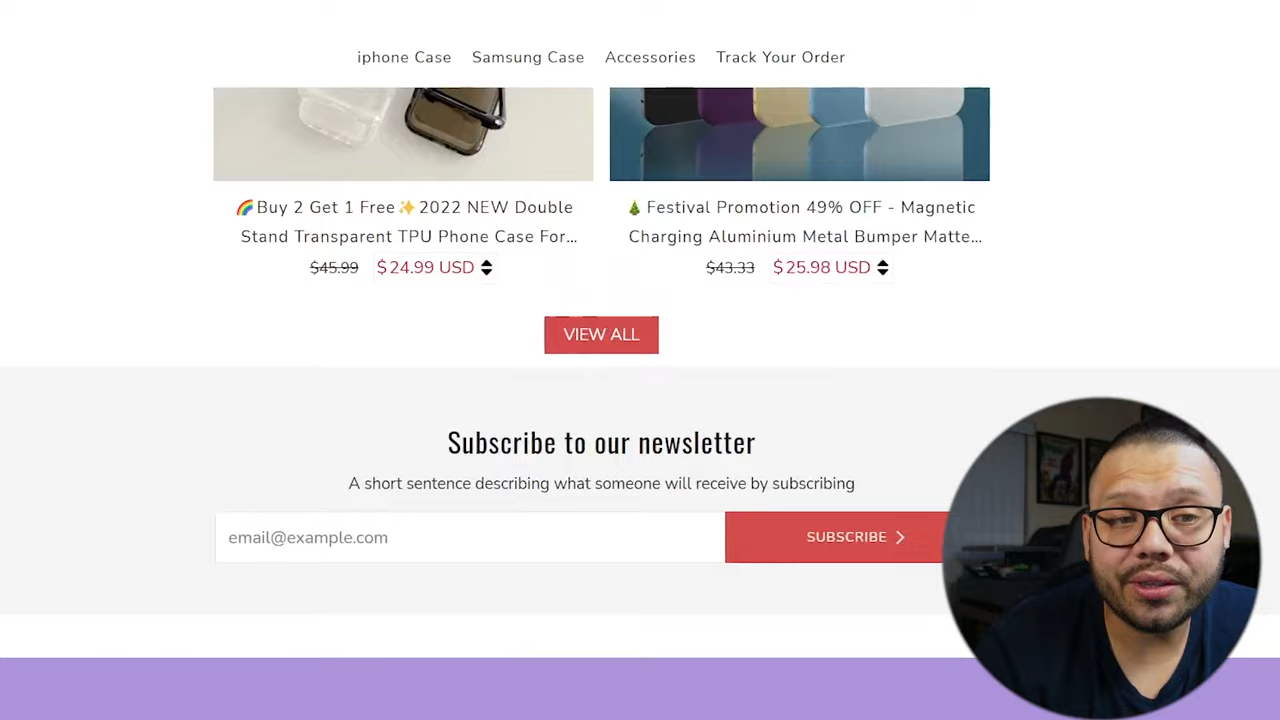 iphone Case Samsung Case Accessories Track Your Order
🌈Buy 2 Get 1 Free✨2022 NEW Double
Stand Transparent TPU Phone Case For...
$45.99 $24.99 USD
🎄Festival Promotion 49% OFF - Magnetic
Charging Aluminium Metal Bumper Matte...
$43.33 $25.98 USD
VIEW ALL
Subscribe to our newsletter
A short sentence describing what someone will receive by subscribing
email@example.com
SUBSCRIBE